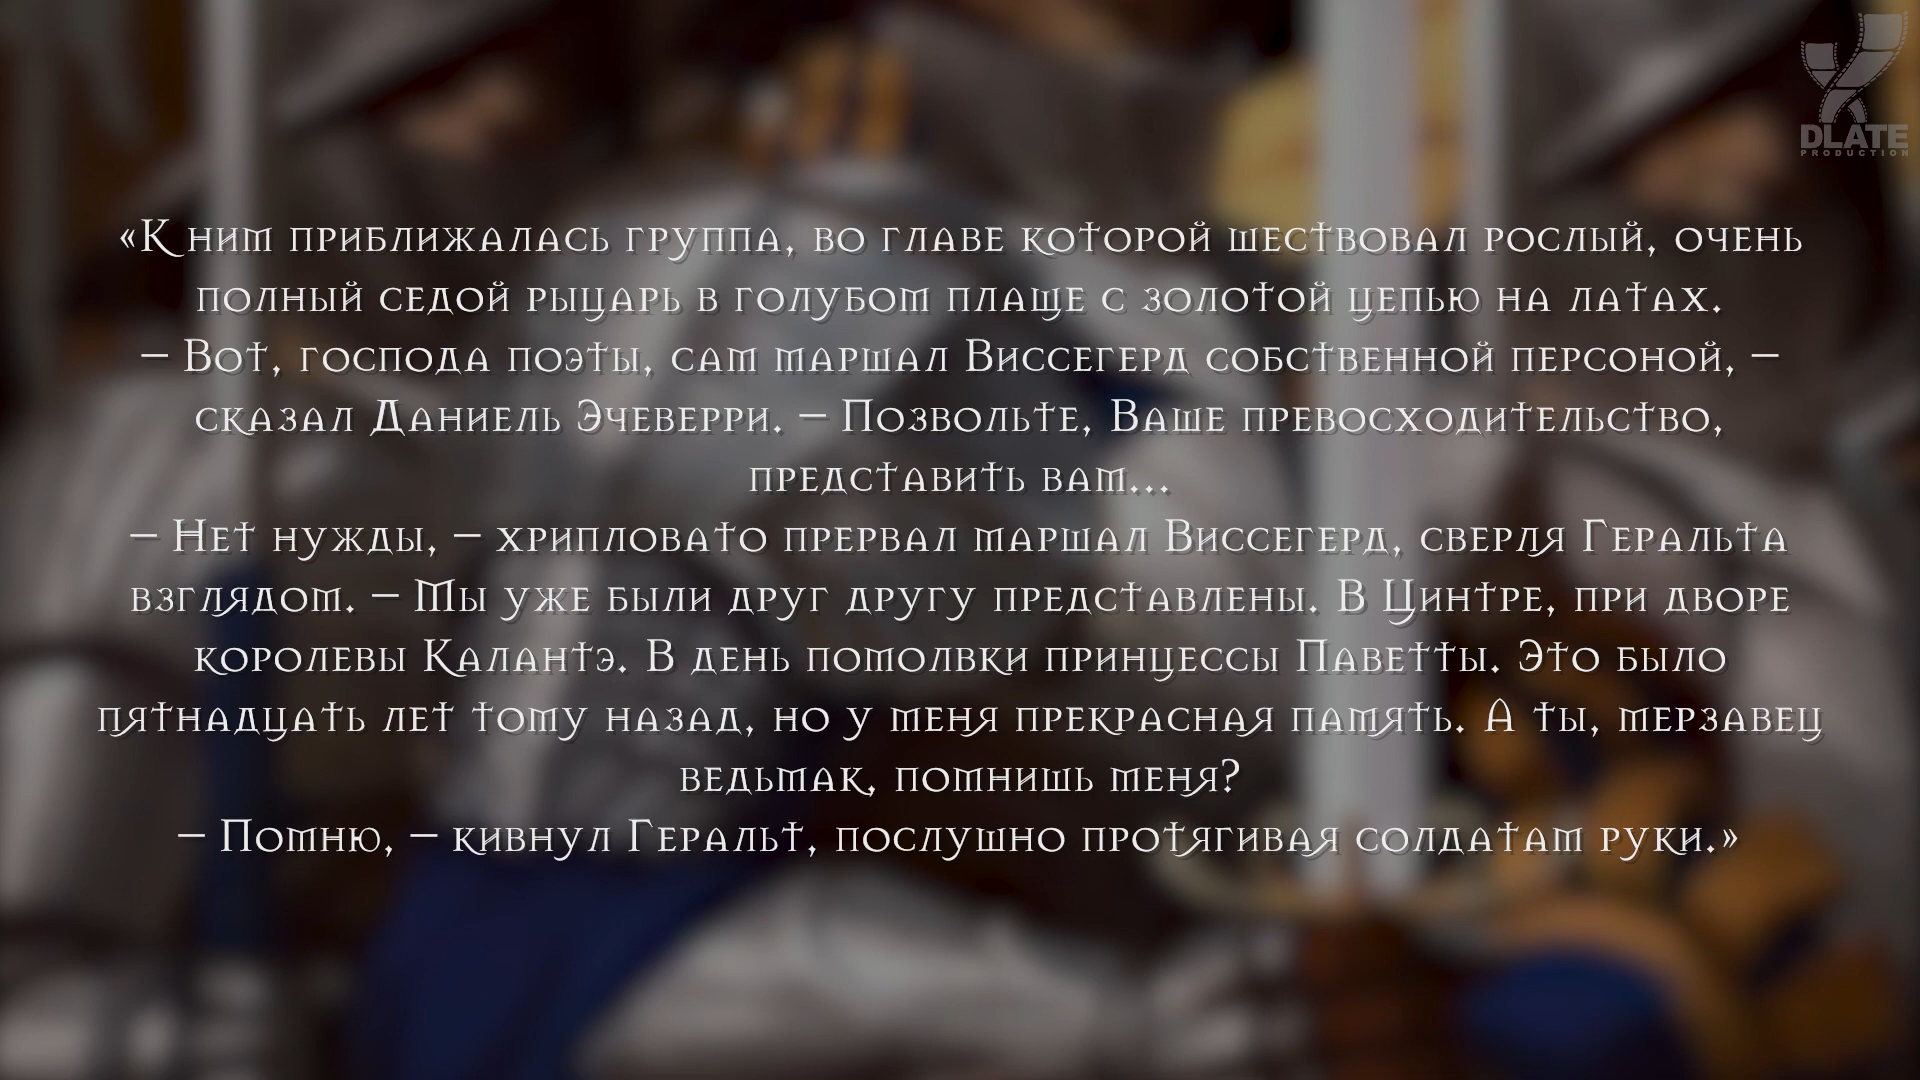 DLATE
PRODUCTION
«К ним приближалась группа, во главе которой шествовал рослый, очень
полный седой рыцарь в голубом плаще с золотой цепью на латах.
– Вот, господа поэты, сам маршал Виссегерд собственной персоной, –
сказал Даниель Эчеверри. – Позвольте, Ваше превосходительство,
представить вам...
– Нет нужды, – хрипловато прервал маршал Виссегерд, сверля Геральта
взглядом. – Мы уже были друг другу представлены. В Цинтре, при дворе
королевы Калантэ. В день помолвки принцессы Паветты. Это было
пятнадцать лет тому назад, но у меня прекрасная память. А ты, мерзавец
ведьмак, помнишь меня?
– Помню, – кивнул Геральт, послушно протягивая солдатам руки.»